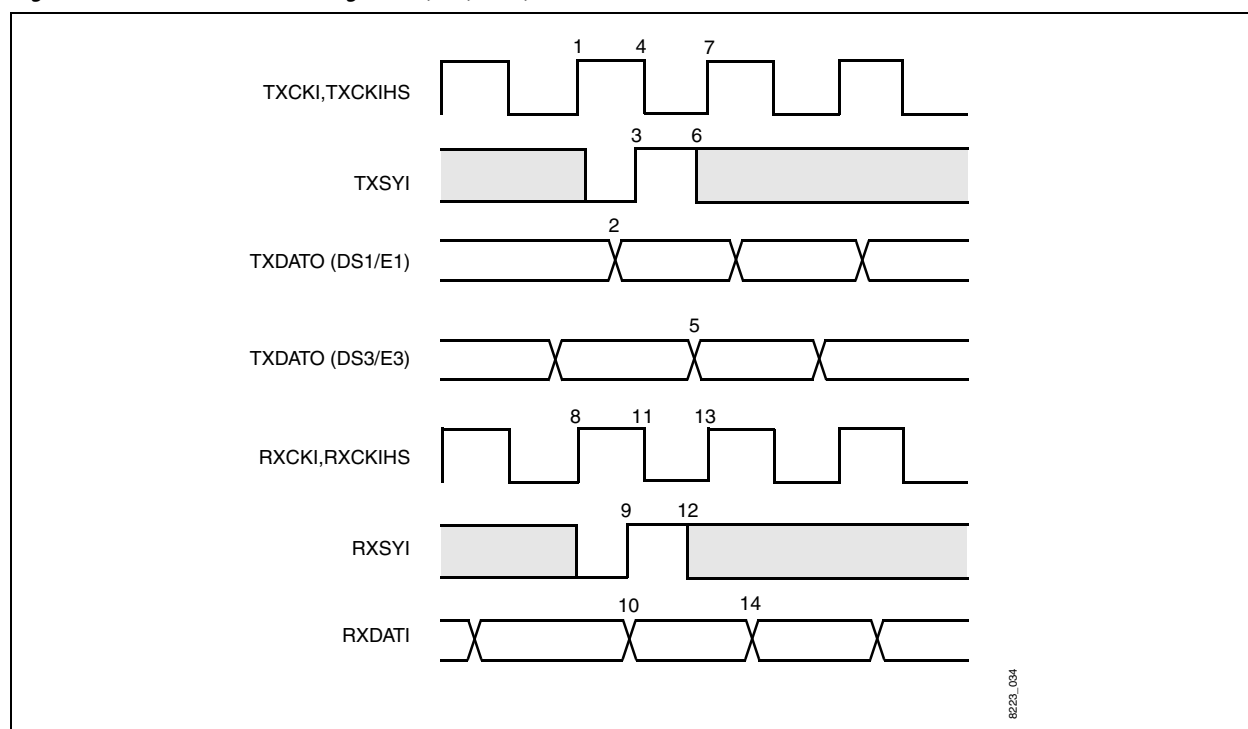 1 4 7
TXCKI,TXCKIHS
3 6
TXSYI
2
TXDATO (DS1/E1)
5
TXDATO (DS3/E3)
8 11 13
RXCKI,RXCKIHS
9 12
RXSYI
10 14
RXDATI
8223_034